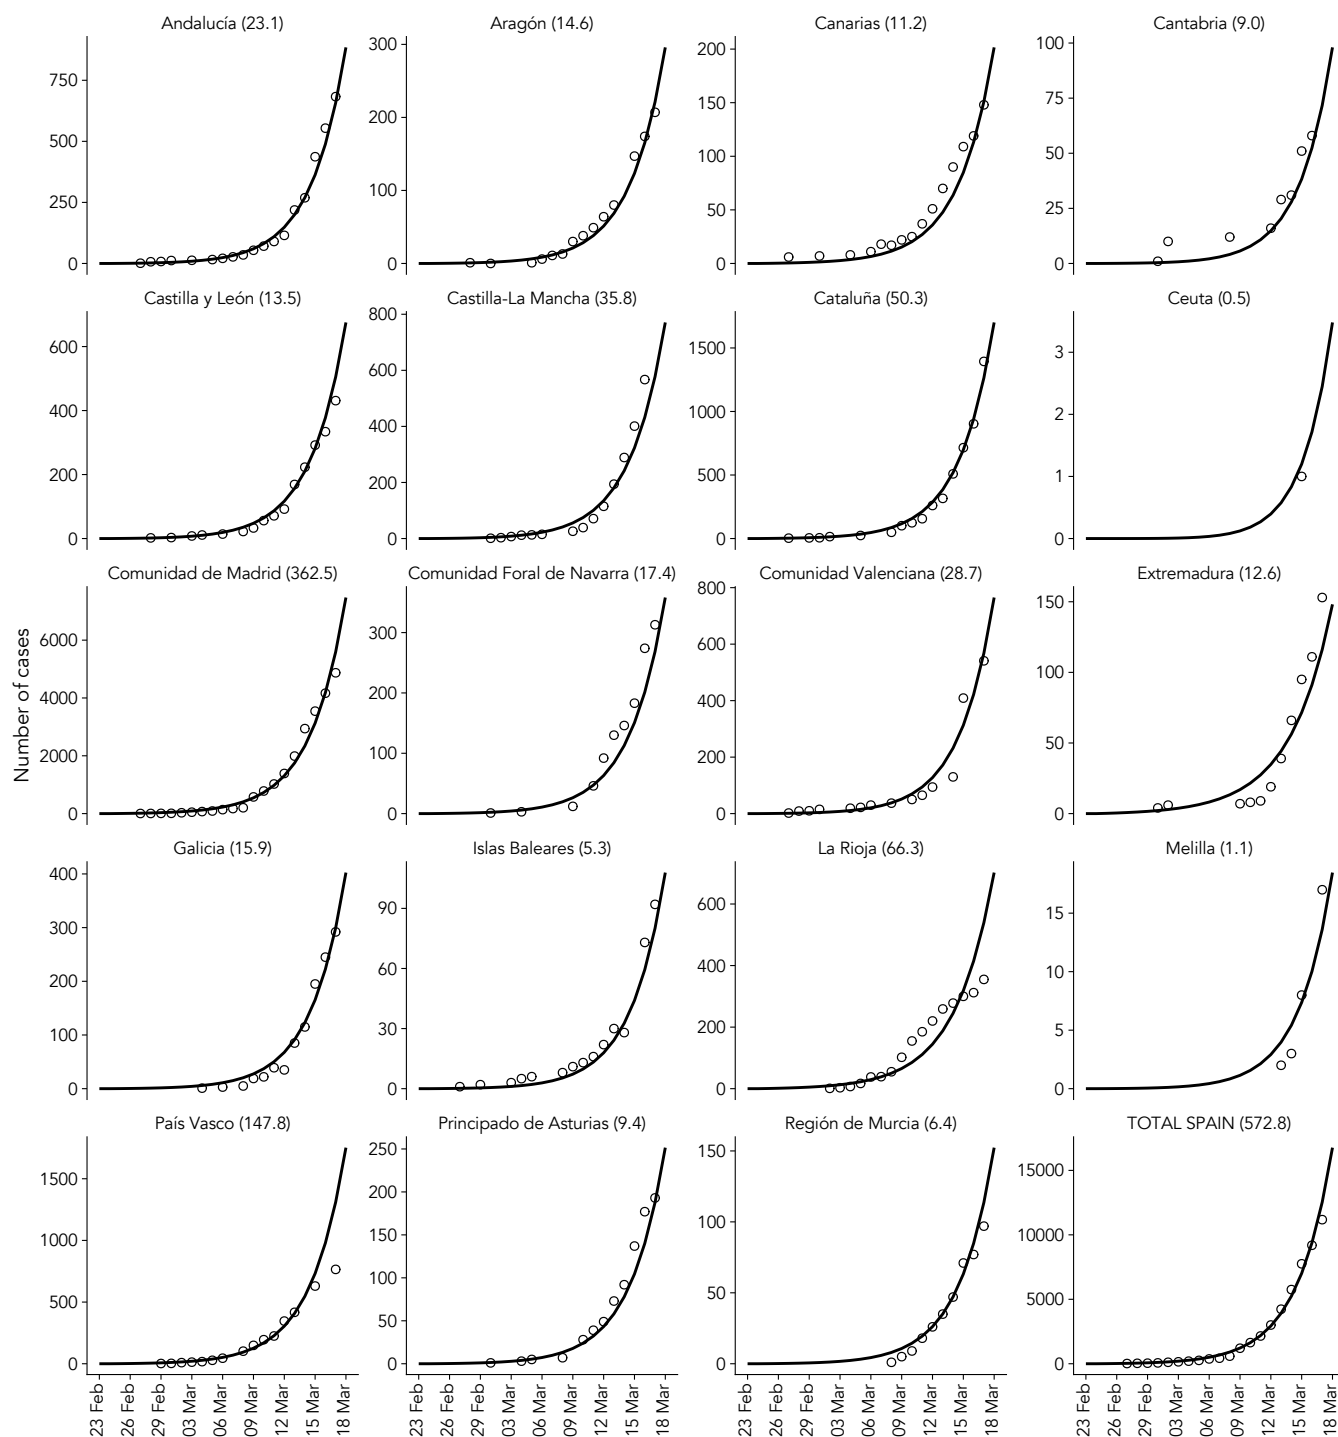 Andalucía (23.1) Aragón (14.6) Canarias (11.2) Cantabria (9.0)
750
500
250
0
300
200
100
0
200
150
100
50
0
100
75
50
25
0
Castilla y León (13.5) Castilla-La Mancha (35.8) Cataluña (50.3) Ceuta (0.5)
600
400
200
0
800
600
400
200
0
1500
1000
500
0
3
2
1
0
Comunidad de Madrid (362.5) Comunidad Foral de Navarra (17.4) Comunidad Valenciana (28.7) Extremadura (12.6)
6000
4000
2000
0
300
200
100
0
800
600
400
200
0
150
100
50
0
Number of cases
Galicia (15.9) Islas Baleares (5.3) La Rioja (66.3) Melilla (1.1)
400
300
200
100
0
90
60
30
0
600
400
200
0
15
10
5
0
País Vasco (147.8) Principado de Asturias (9.4) Región de Murcia (6.4) TOTAL SPAIN (572.8)
1500
1000
500
0
250
200
150
100
50
0
150
100
50
0
15000
10000
5000
0
23 Feb
26 Feb
29 Feb
03 Mar
06 Mar
09 Mar
12 Mar
15 Mar
18 Mar
23 Feb
26 Feb
29 Feb
03 Mar
06 Mar
09 Mar
12 Mar
15 Mar
18 Mar
23 Feb
26 Feb
29 Feb
03 Mar
06 Mar
09 Mar
12 Mar
15 Mar
18 Mar
23 Feb
26 Feb
29 Feb
03 Mar
06 Mar
09 Mar
12 Mar
15 Mar
18 Mar